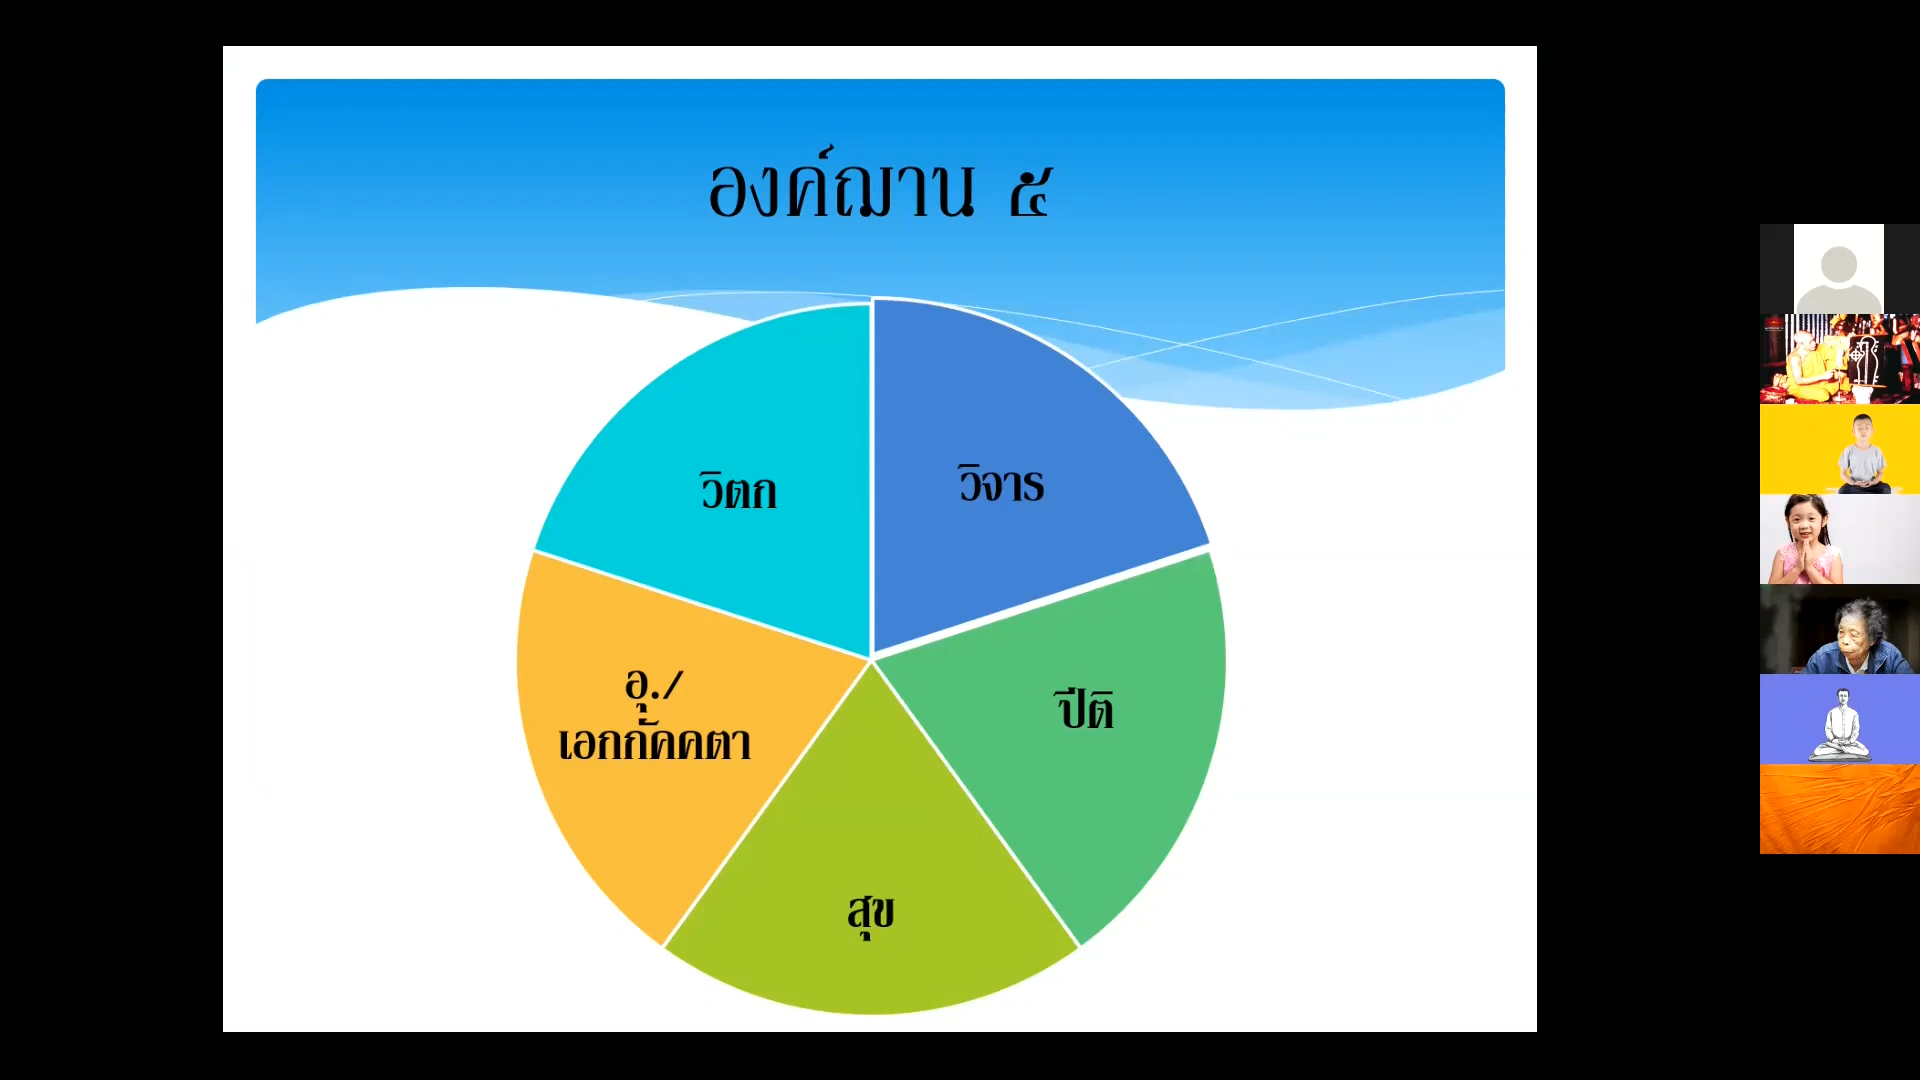 องค์ฌาน ๕
วิตก
วิจาร
อุ./
เอกกัคคตา
ปีติ
สุข